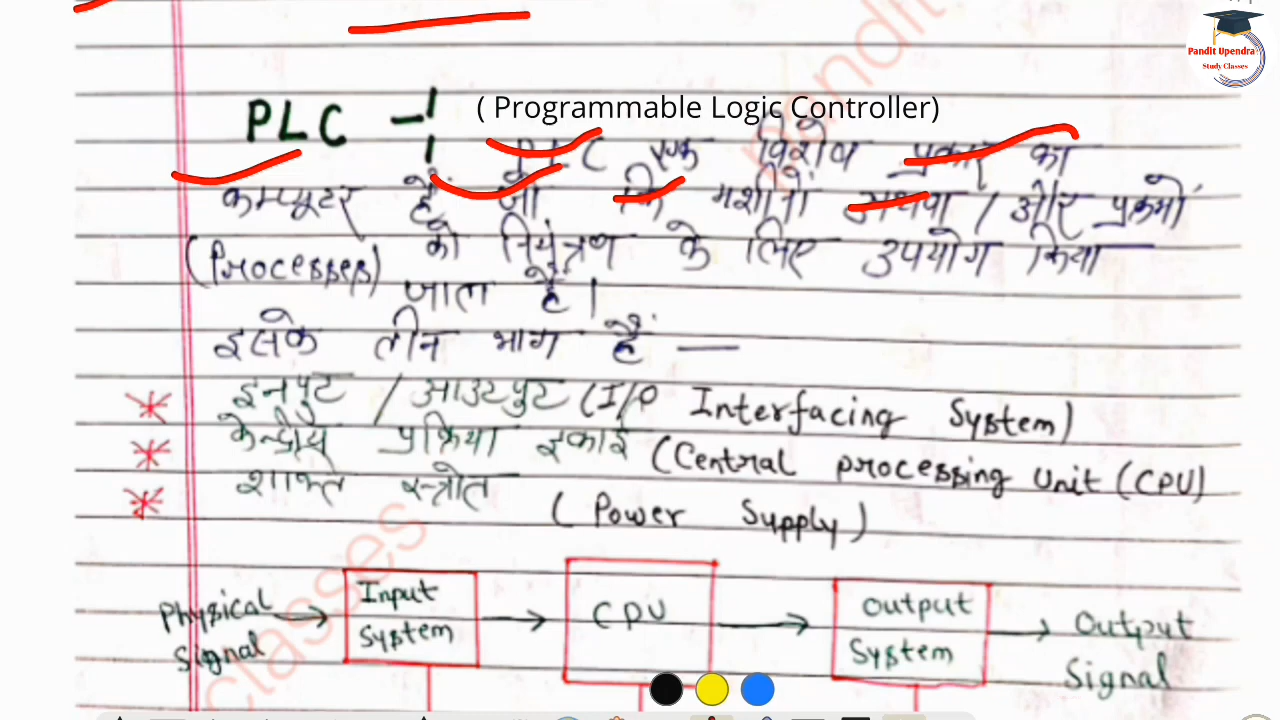 Pandit Upendra
Study Classes
PLC - ( Programmable Logic Controller)
PLC एक विशेष प्रकार का
कम्प्यूटर है जो कि मशीनों अथवा / और प्रक्रमों
(Processes) को नियंत्रण के लिए उपयोग किया
जाता है।
इसके तीन भाग हैं —
* इनपुट / आउटपुट (I/P Interfacing System)
* केन्द्रीय प्रक्रिया इकाई (Central processing Unit (CPU)
* शक्ति स्त्रोत (Power Supply)
Physical Signal → Input System → CPU → Output System → Output Signal
classes
pandit